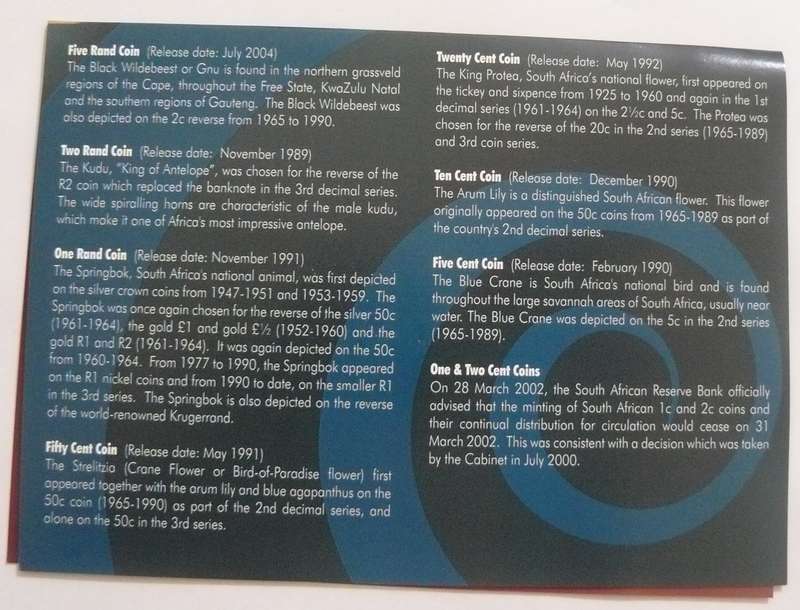 Five Rand Coin (Release date: July 2004)
The Black Wildebeest or Gnu is found in the northern grassveld
regions of the Cape, throughout the Free State, KwaZulu Natal
and the southern regions of Gauteng. The Black Wildebeest was
also depicted on the 2c reverse from 1965 to 1990.
Two Rand Coin (Release date: November 1989)
The Kudu, "King of Antelope", was chosen for the reverse of the
R2 coin which replaced the banknote in the 3rd decimal series.
The wide spiralling horns are characteristic of the male kudu,
which make it one of Africa's most impressive antelope.
One Rand Coin (Release date: November 1991)
The Springbok, South Africa's national animal, was first depicted
on the silver crown coins from 1947-1951 and 1953-1959. The
Springbok was once again chosen for the reverse of the silver 50c
(1961-1964), the gold £1 and gold £½ (1952-1960) and the
gold R1 and R2 (1961-1964). It was again depicted on the 50c
from 1960-1964. From 1977 to 1990, the Springbok appeared
on the R1 nickel coins and from 1990 to date, on the smaller R1
in the 3rd series. The Springbok is also depicted on the reverse
of the world-renowned Krugerrand.
Fifty Cent Coin (Release date: May 1991)
The Strelitzia (Crane Flower or Bird-of-Paradise flower) first
appeared together with the arum lily and blue agapanthus on the
50c coin (1965-1990) as part of the 2nd decimal series, and
alone on the 50c in the 3rd series.
Twenty Cent Coin (Release date: May 1992)
The King Protea, South Africa's national flower, first appeared on
the tickey and sixpence from 1925 to 1960 and again in the 1st
decimal series (1961-1964) on the 2½c and 5c. The Protea was
chosen for the reverse of the 20c in the 2nd series (1965-1989)
and 3rd coin series.
Ten Cent Coin (Release date: December 1990)
The Arum Lily is a distinguished South African flower. This flower
originally appeared on the 50c coins from 1965-1989 as part of
the country's 2nd decimal series.
Five Cent Coin (Release date: February 1990)
The Blue Crane is South Africa's national bird and is found
throughout the large savannah areas of South Africa, usually near
water. The Blue Crane was depicted on the 5c in the 2nd series
(1965-1989).
One & Two Cent Coins
On 28 March 2002, the South African Reserve Bank officially
advised that the minting of South African 1c and 2c coins and
their continual distribution for circulation would cease on 31
March 2002. This was consistent with a decision which was taken
by the Cabinet in July 2000.